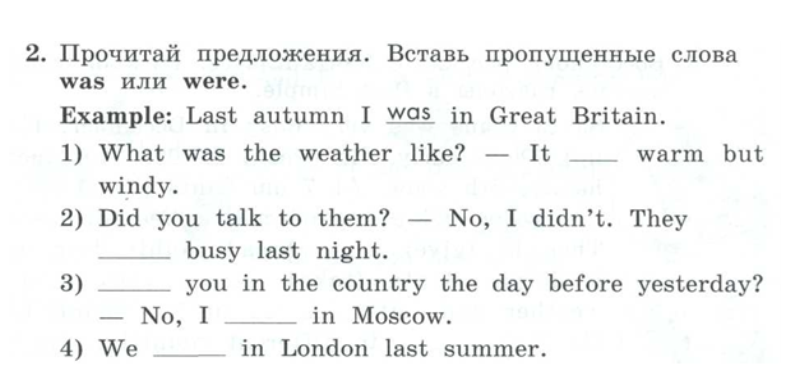 2. Прочитай предложения. Вставь пропущенные слова
was или were.
Example: Last autumn I was in Great Britain.
1) What was the weather like? — It ____ warm but
windy.
2) Did you talk to them? — No, I didn't. They
______ busy last night.
3) ______ you in the country the day before yesterday?
— No, I ______ in Moscow.
4) We ______ in London last summer.